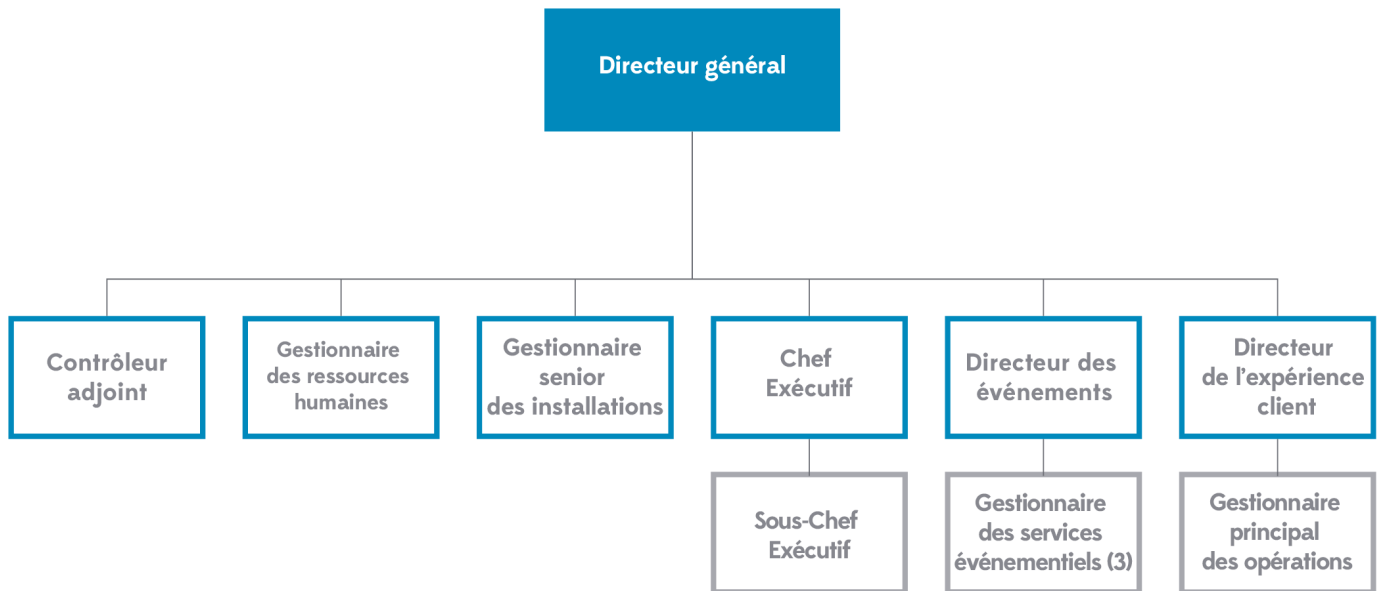 Directeur général
Contrôleur
adjoint
Gestionnaire
des ressources
humaines
Gestionnaire
senior
des installations
Chef
Exécutif
Directeur des
événements
Directeur
de l'expérience
client
Sous-Chef
Exécutif
Gestionnaire
des services
événementiels (3)
Gestionnaire
principal
des opérations